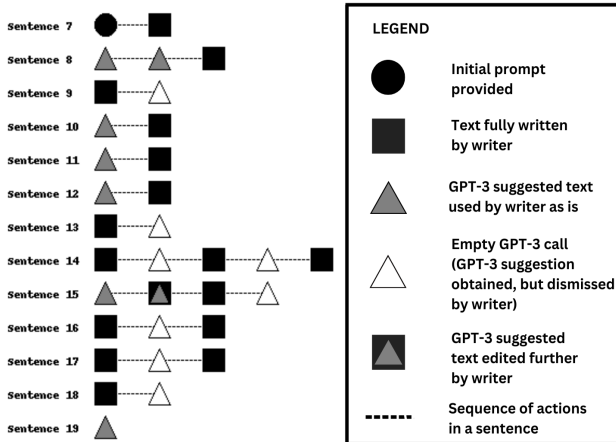 Sentence 7
Sentence 8
Sentence 9
Sentence 10
Sentence 11
Sentence 12
Sentence 13
Sentence 14
Sentence 15
Sentence 16
Sentence 17
Sentence 18
Sentence 19
LEGEND
Initial prompt
provided
Text fully written
by writer
GPT-3 suggested text
used by writer as is
Empty GPT-3 call
(GPT-3 suggestion
obtained, but dismissed
by writer)
GPT-3 suggested
text edited further
by writer
Sequence of actions
in a sentence